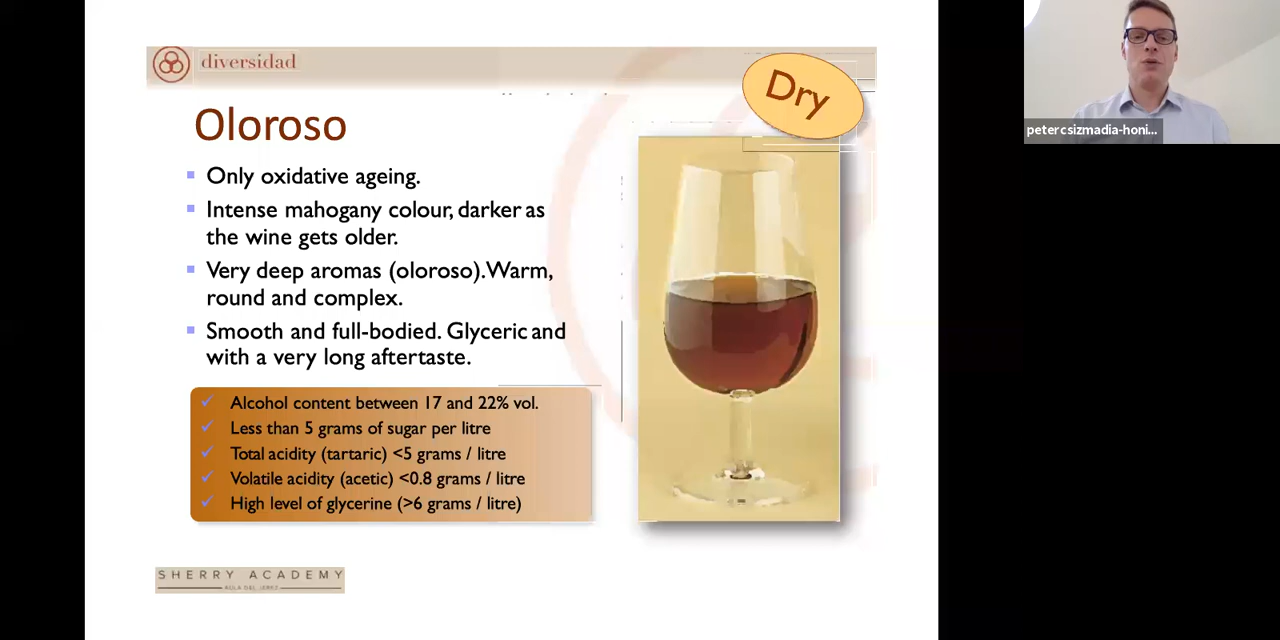 diversidad
Dry
Oloroso
Only oxidative ageing.
Intense mahogany colour, darker as
the wine gets older.
Very deep aromas (oloroso). Warm,
round and complex.
Smooth and full-bodied. Glyceric and
with a very long aftertaste.
Alcohol content between 17 and 22% vol.
Less than 5 grams of sugar per litre
Total acidity (tartaric) <5 grams / litre
Volatile acidity (acetic) <0.8 grams / litre
High level of glycerine (>6 grams / litre)
SHERRY ACADEMY
AULA DEL JEREZ
petercsizmadia-honi...